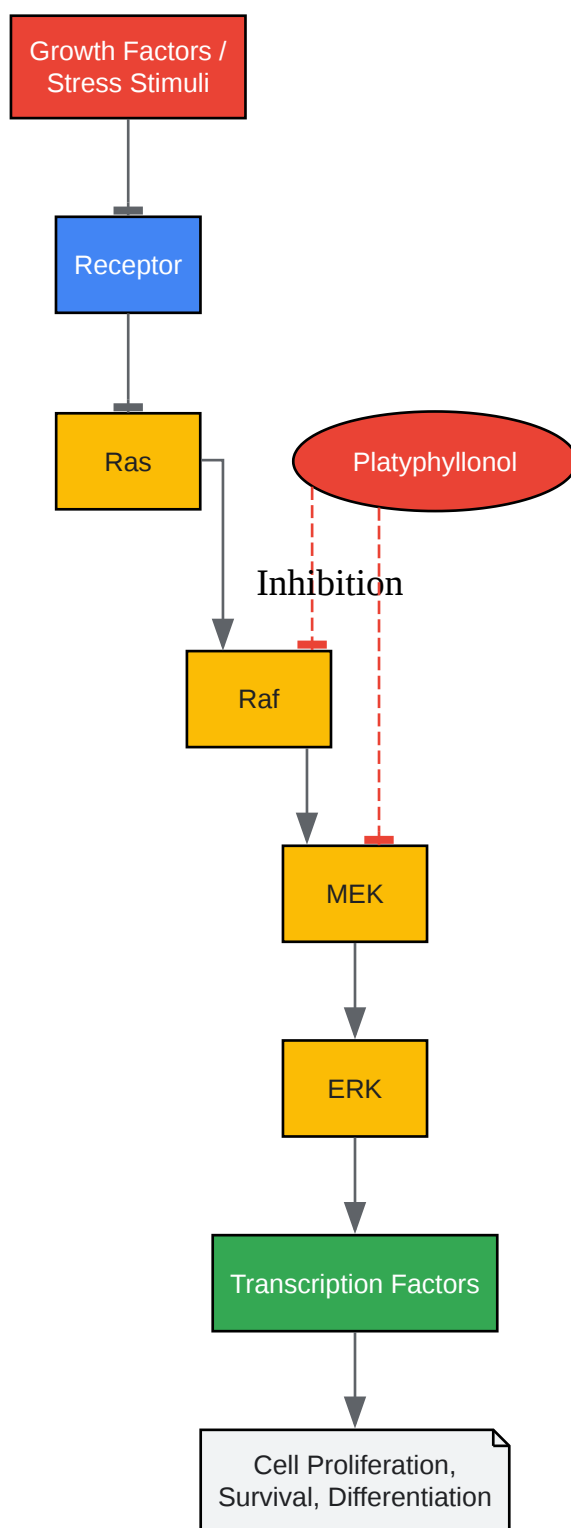 Growth Factors /
Stress Stimuli
Receptor
Ras
Platyphyllonol
Inhibition
Raf
MEK
ERK
Transcription Factors
Cell Proliferation,
Survival, Differentiation